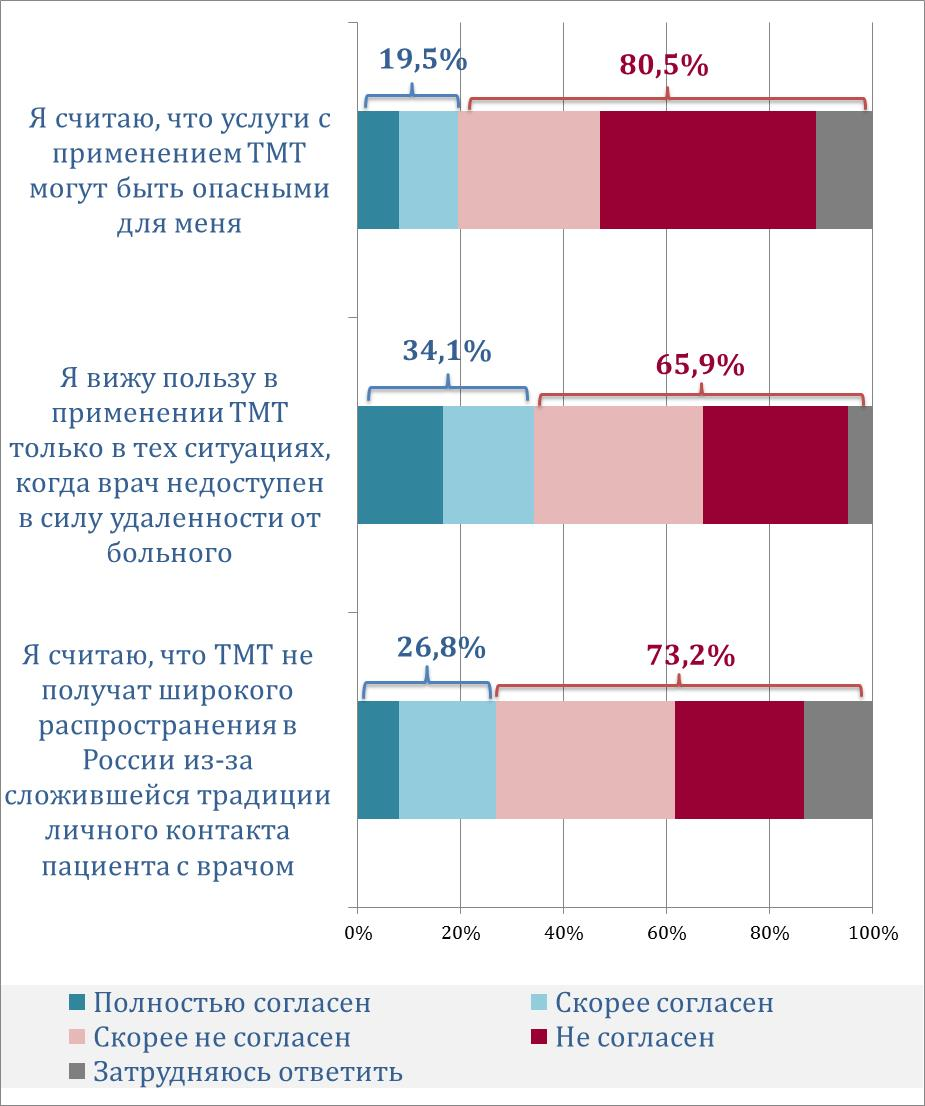 19,5%
80,5%
Я считаю, что услуги с
применением ТМТ
могут быть опасными
для меня
34,1%
65,9%
Я вижу пользу в
применении ТМТ
только в тех ситуациях,
когда врач недоступен
в силу удаленности от
больного
26,8%
73,2%
Я считаю, что ТМТ не
получат широкого
распространения в
России из-за
сложившейся традиции
личного контакта
пациента с врачом
0% 20% 40% 60% 80% 100%
Полностью согласен Скорее согласен
Скорее не согласен Не согласен
Затрудняюсь ответить